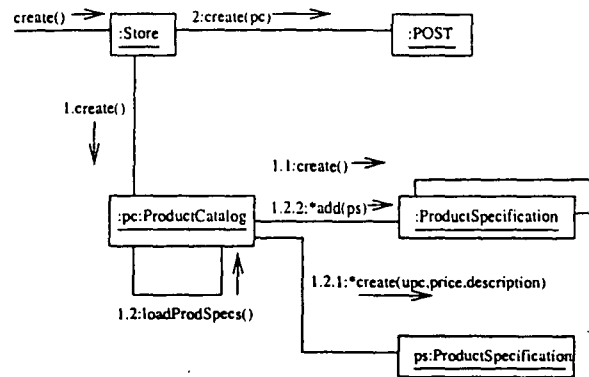 create()
2:create(pc)
:Store
:POST
1.create()
1.1:create()
:pc:ProductCatalog
1.2.2:*add(ps)
:ProductSpecification
1.2.1:*create(upc,price,description)
1.2:loadProdSpecs()
ps:ProductSpecification